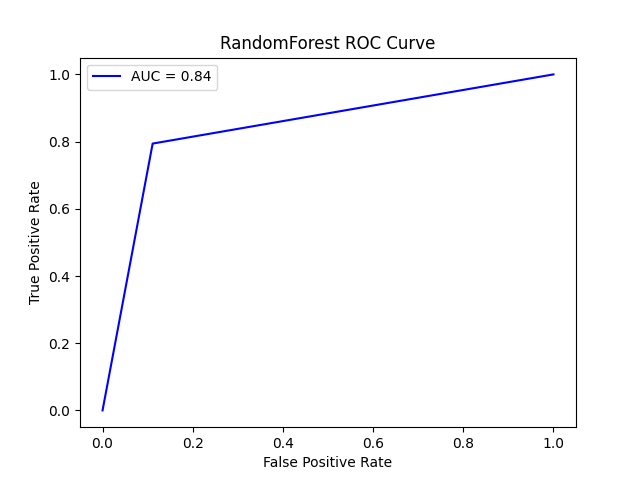 RandomForest ROC Curve
AUC = 0.84
1.0
0.8
0.6
0.4
0.2
0.0
True Positive Rate
0.0 0.2 0.4 0.6 0.8 1.0
False Positive Rate